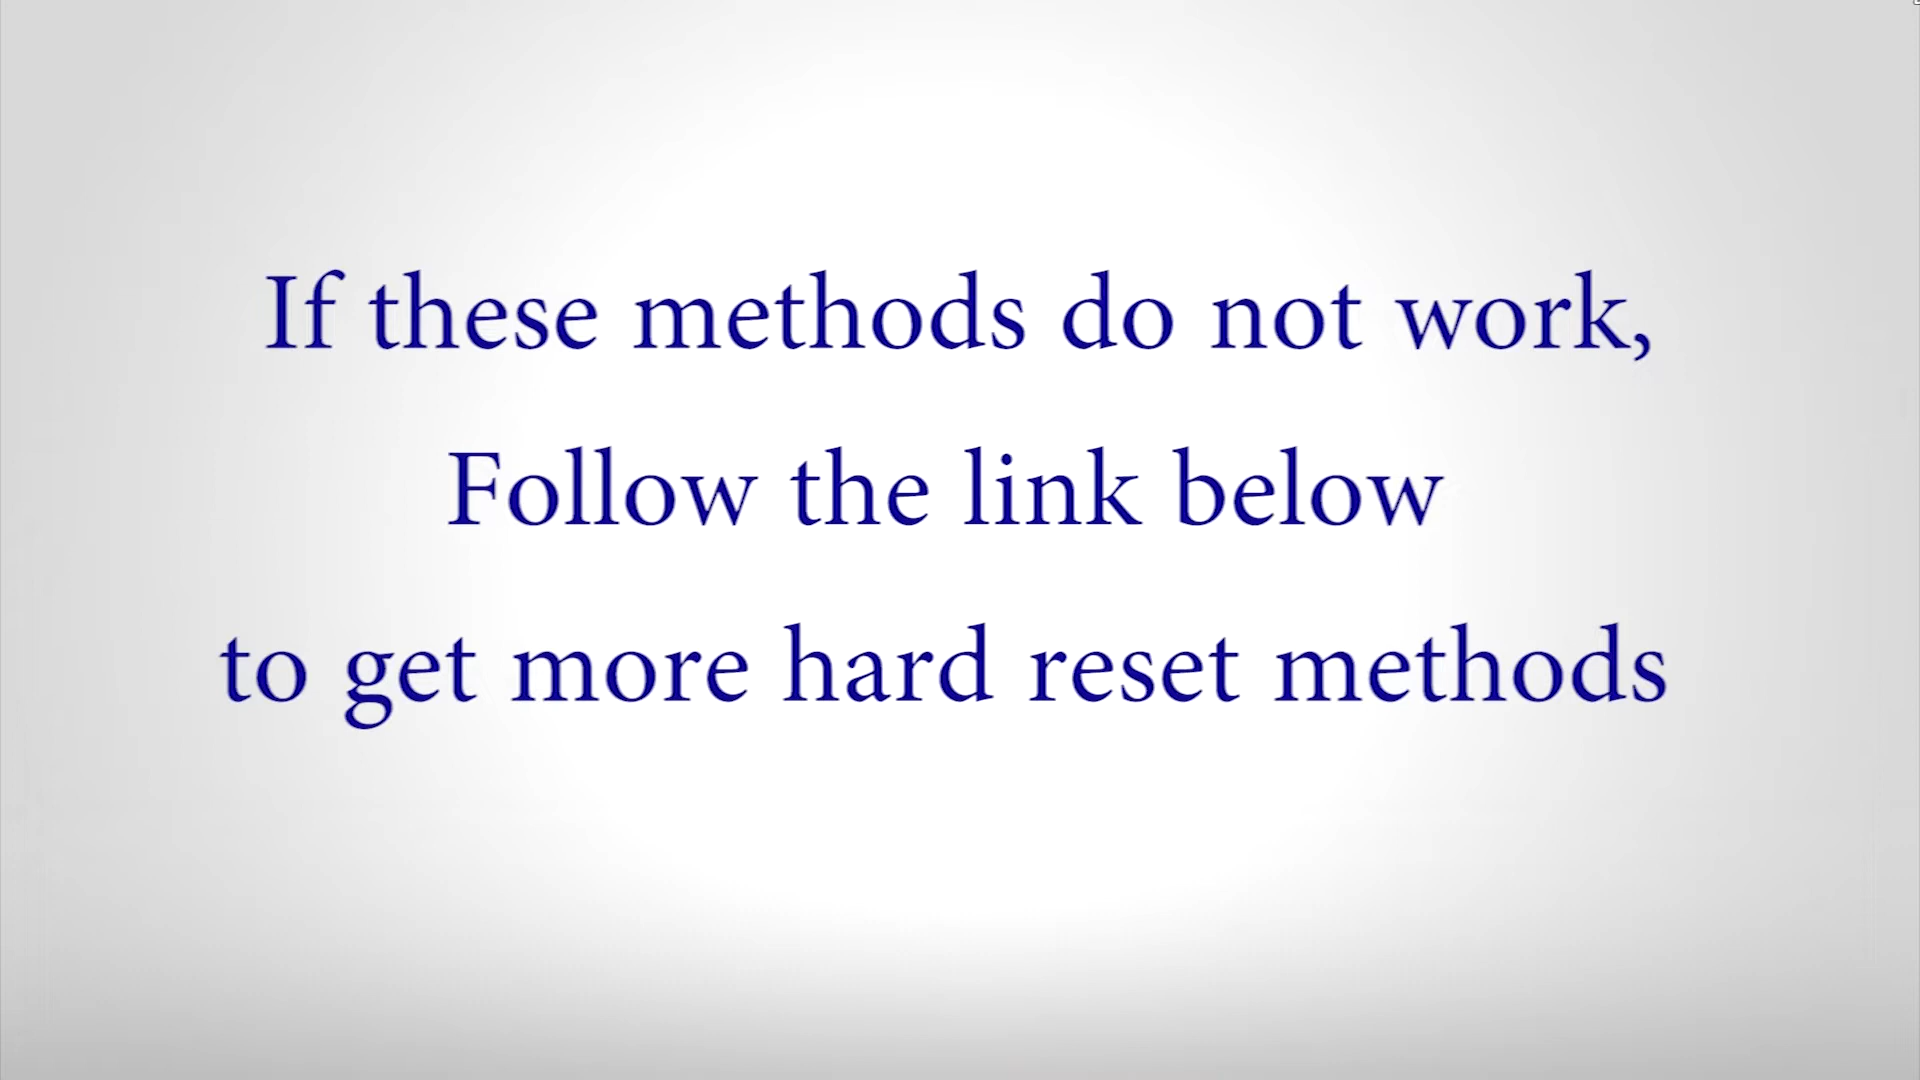 If these methods do not work,
Follow the link below
to get more hard reset methods